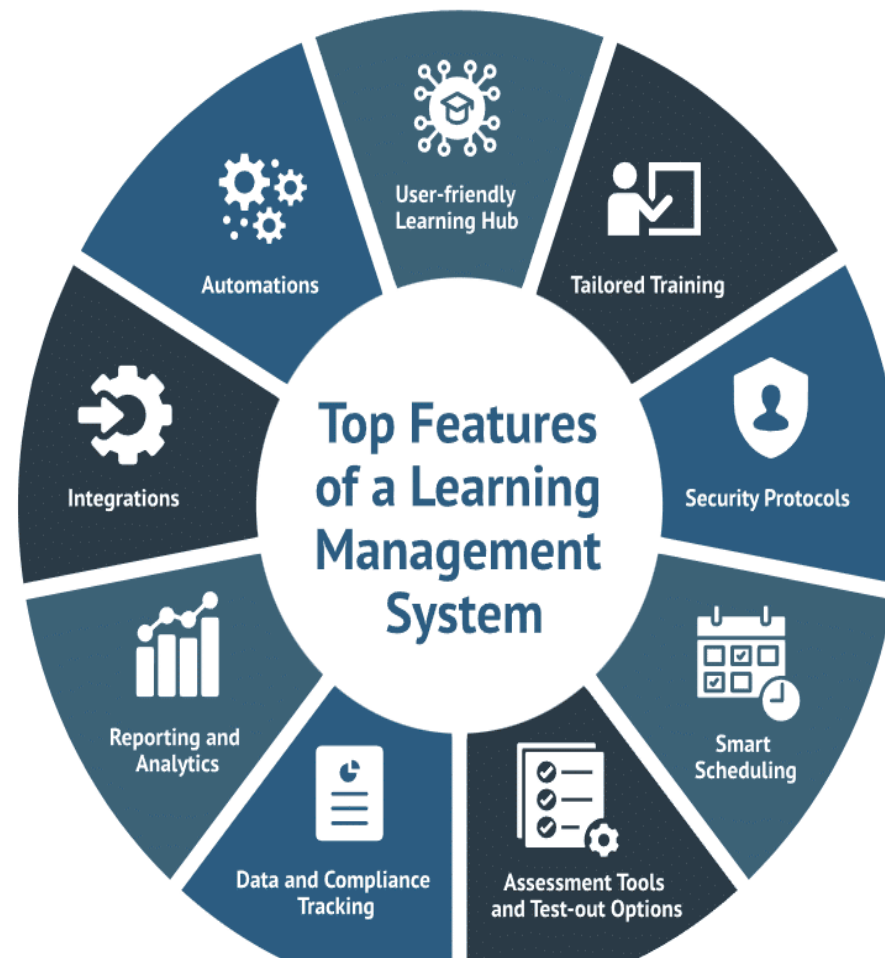 Top Features
of a Learning
Management
System
User-friendly
Learning Hub
Tailored Training
Security Protocols
Smart
Scheduling
Assessment Tools
and Test-out Options
Data and Compliance
Tracking
Reporting and
Analytics
Integrations
Automations